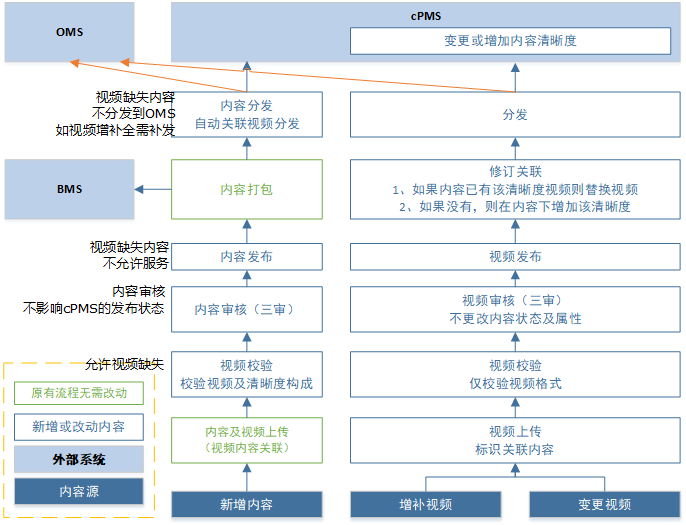 OMS
cPMS
变更或增加内容清晰度
视频缺失内容
不分发到OMS
如视频增补全需补发
内容分发
自动关联视频分发
分发
BMS
内容打包
修订关联
1、如果内容已有该清晰度视频则替换视频
2、如果没有，则在内容下增加该清晰度
视频缺失内容
不允许服务
内容发布
视频发布
内容审核
不影响cPMS的发布状态
内容审核（三审）
视频审核（三审）
不更改内容状态及属性
允许视频缺失
视频校验
校验视频及清晰度构成
视频校验
仅校验视频格式
原有流程无需改动
新增或改动内容
外部系统
内容源
内容及视频上传
（视频内容关联）
视频上传
标识关联内容
新增内容
增补视频
变更视频